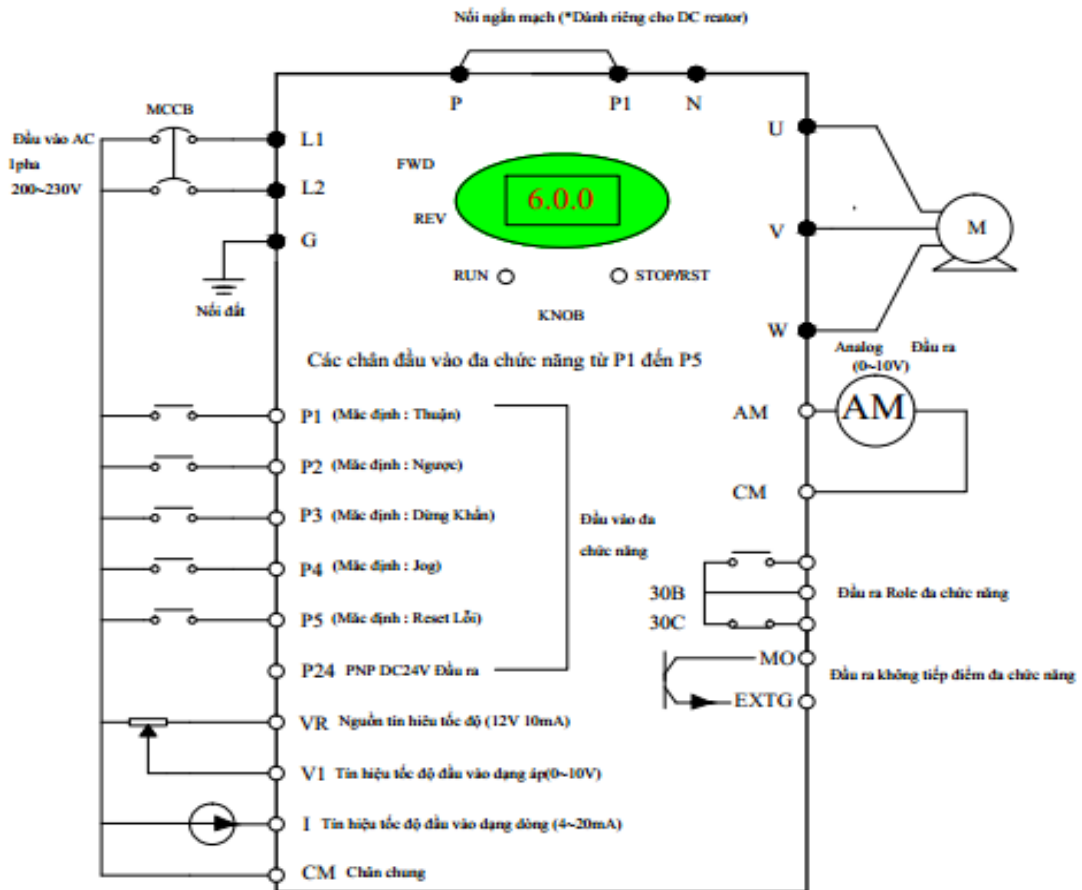 Nối ngắn mạch (*Dành riêng cho DC reator)
P P1 N
MCCB
Đầu vào AC
1pha
200~230V
L1
L2
G
Nối đất
FWD
REV
6.0.0
RUN STOP/RST
KNOB
U
V
W
M
Các chân đầu vào đa chức năng từ P1 đến P5
Analog Đầu ra
(0~10V)
AM
AM
CM
P1 (Mặc định : Thuận)
P2 (Mặc định : Ngược)
P3 (Mặc định : Dừng Khẩn)
P4 (Mặc định : Jog)
P5 (Mặc định : Reset Lỗi)
P24 PNP DC24V Đầu ra
Đầu vào đa
chức năng
30B
30C
Đầu ra Role đa chức năng
MO
EXTG
Đầu ra không tiếp điểm đa chức năng
VR Nguồn tín hiêu tốc độ (12V 10mA)
V1 Tín hiệu tốc độ đầu vào dạng áp(0~10V)
I Tín hiệu tốc độ đầu vào dạng dòng (4~20mA)
CM Chân chung